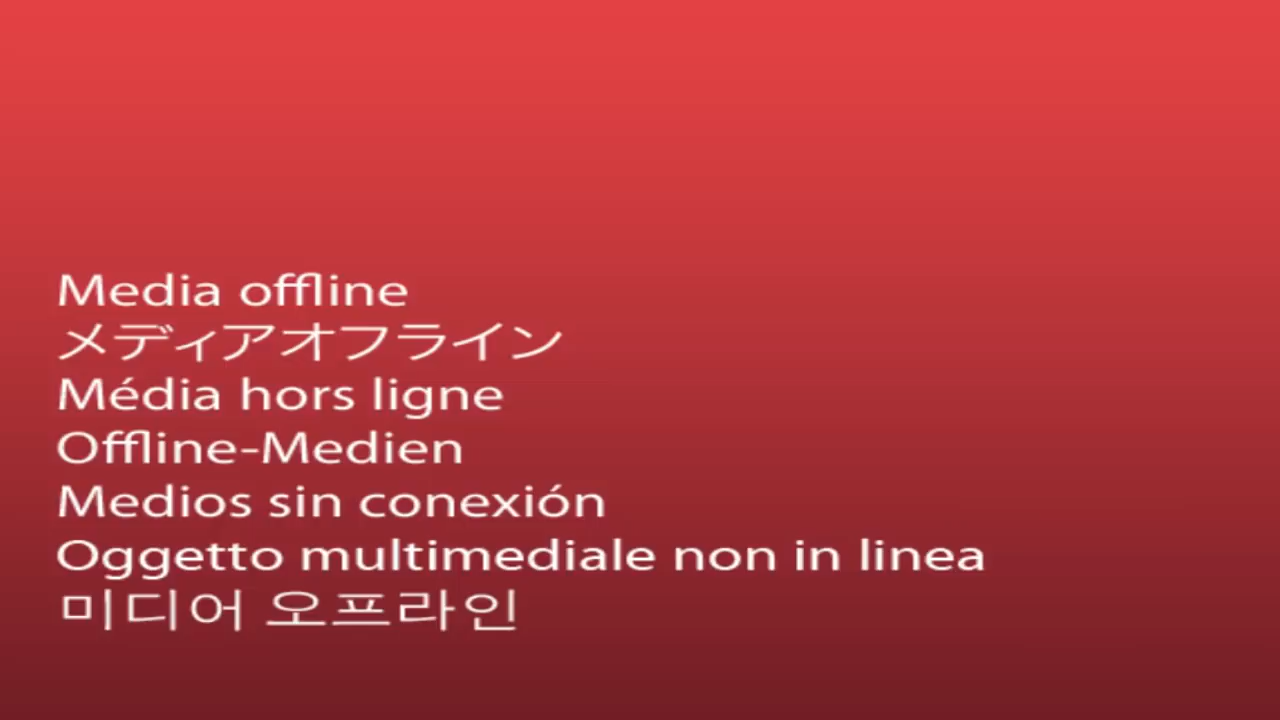 Media offline
メディアオフライン
Média hors ligne
Offline-Medien
Medios sin conexión
Oggetto multimediale non in linea
미디어 오프라인